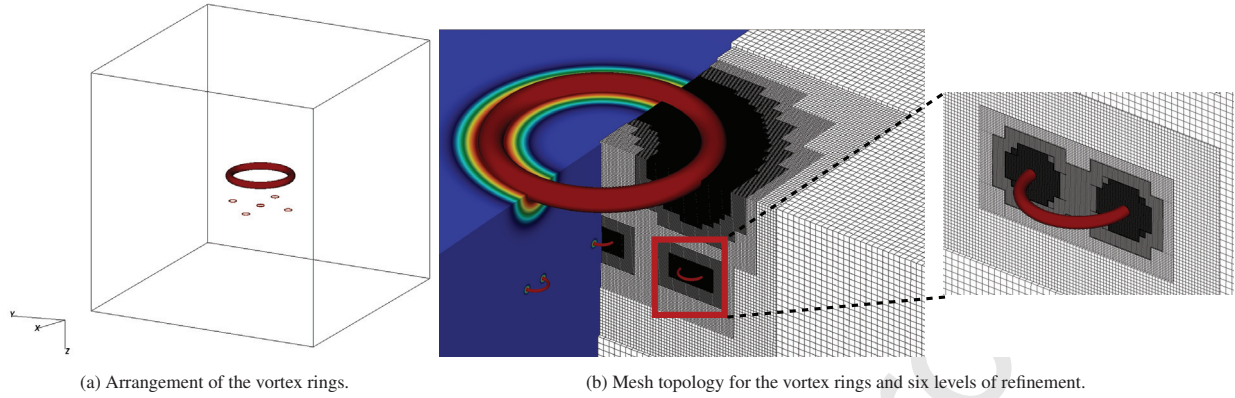 Y
X
Z
(a) Arrangement of the vortex rings.
(b) Mesh topology for the vortex rings and six levels of refinement.